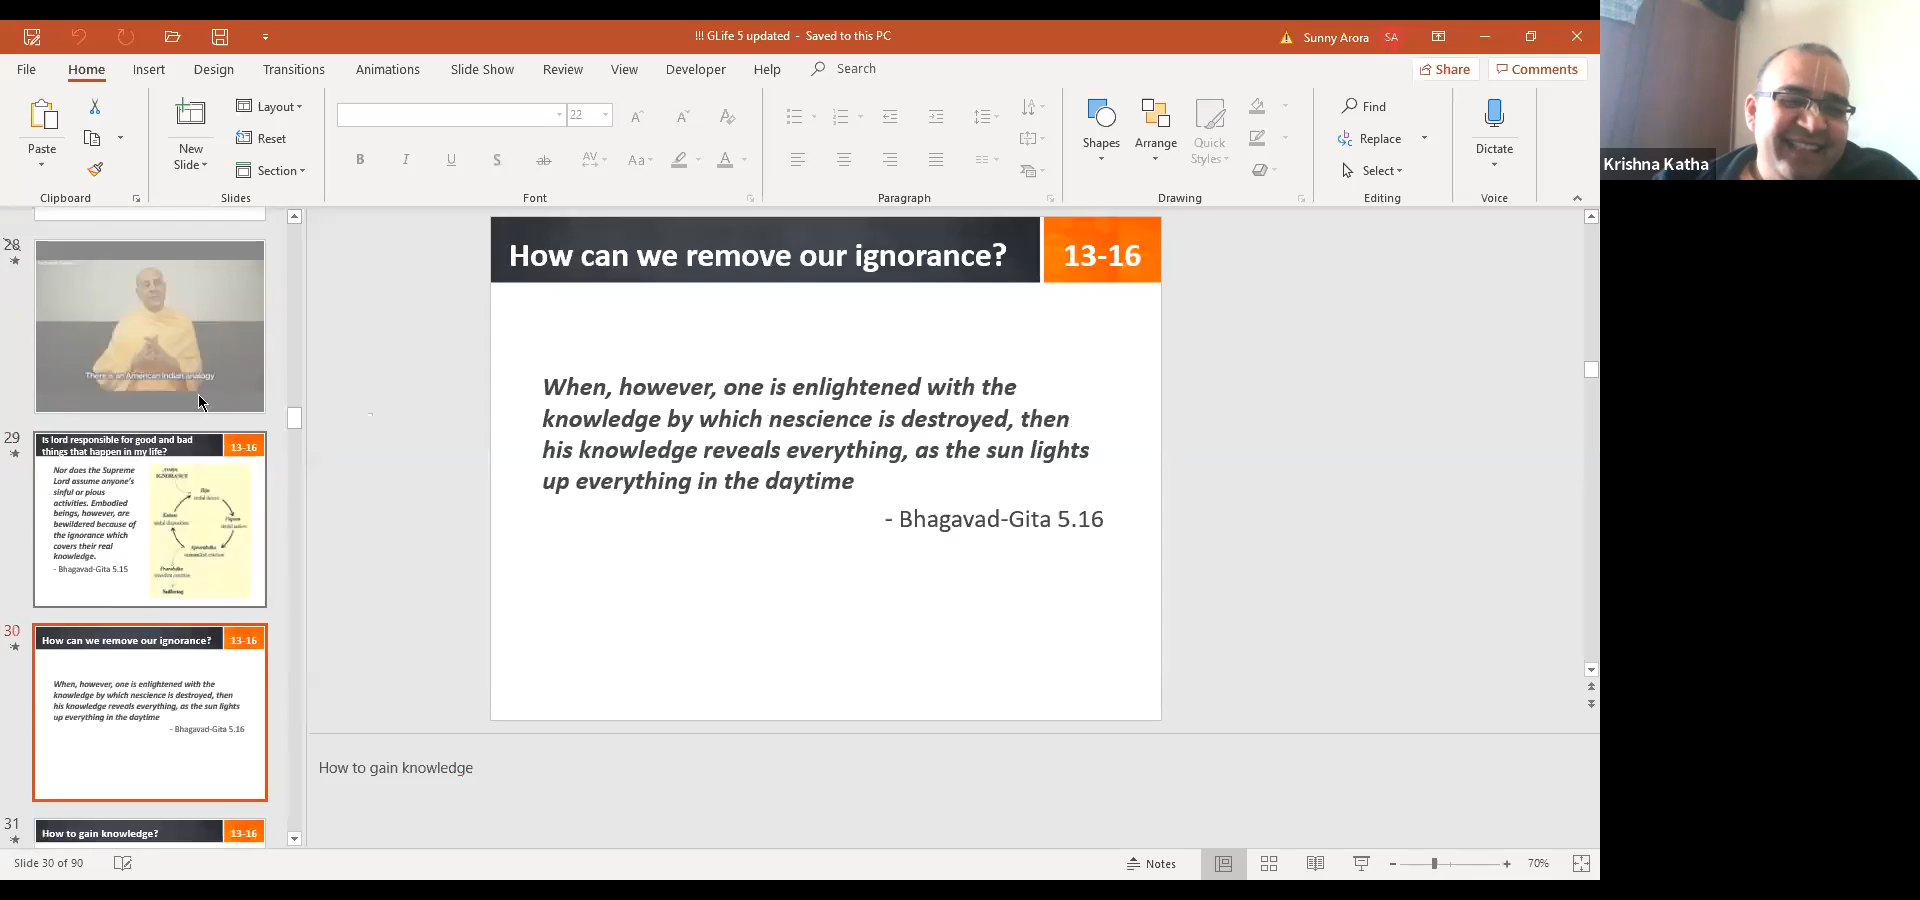 !!! GLife 5 updated - Saved to this PC
Sunny Arora
SA
File
Home
Insert
Design
Transitions
Animations
Slide Show
Review
View
Developer
Help
Search
Share
Comments
Paste
Clipboard
New
Slide
Layout
Reset
Section
Slides
22
B
I
U
S
ab
AV
Aa
A
Font
Paragraph
Shapes
Arrange
Quick
Styles
Drawing
Find
Replace
Select
Editing
Dictate
Voice
Krishna Katha
28
There is an American Indian analogy
29
Is lord responsible for good and bad
things that happen in my life?
13-16
Nor does the Supreme
Lord assume anyone's
sinful or pious
activities. Embodied
beings, however, are
bewildered because of
the ignorance which
covers their real
knowledge.
- Bhagavad-Gita 5.15
30
How can we remove our ignorance?
13-16
When, however, one is enlightened with the
knowledge by which nescience is destroyed, then
his knowledge reveals everything, as the sun lights
up everything in the daytime
- Bhagavad-Gita 5.16
31
How to gain knowledge?
13-16
How can we remove our ignorance?
13-16
When, however, one is enlightened with the
knowledge by which nescience is destroyed, then
his knowledge reveals everything, as the sun lights
up everything in the daytime
- Bhagavad-Gita 5.16
How to gain knowledge
Slide 30 of 90
Notes
70%